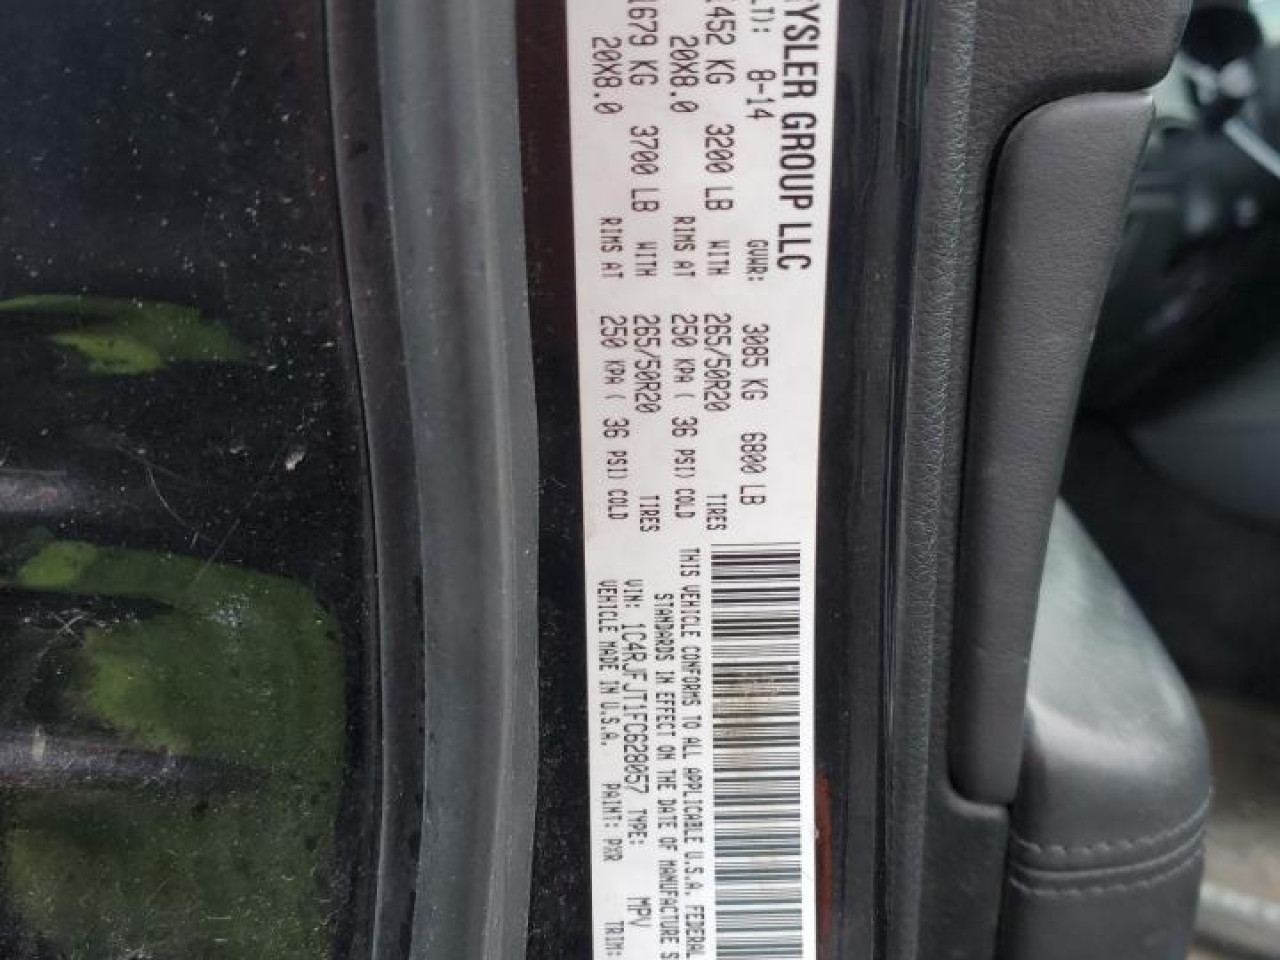 YSLER GROUP LLC
LT): 8-14 GVWR: 3085 KG 6800 LB
1452 KG 3200 LB WITH 265/50R20 TIRES
20X8.0 RIMS AT 250 KPA ( 36 PSI) COLD
1679 KG 3700 LB WITH 265/50R20 TIRES
20X8.0 RIMS AT 250 KPA ( 36 PSI) COLD
THIS VEHICLE CONFORMS TO ALL APPLICABLE U.S.A. FEDERAL
STANDARDS IN EFFECT ON THE DATE OF MANUFACTURE S
VIN: 1C4RJFJT1FC628057 TYPE: MPV
VEHICLE MADE IN U.S.A. PAINT: PXR TRIM: